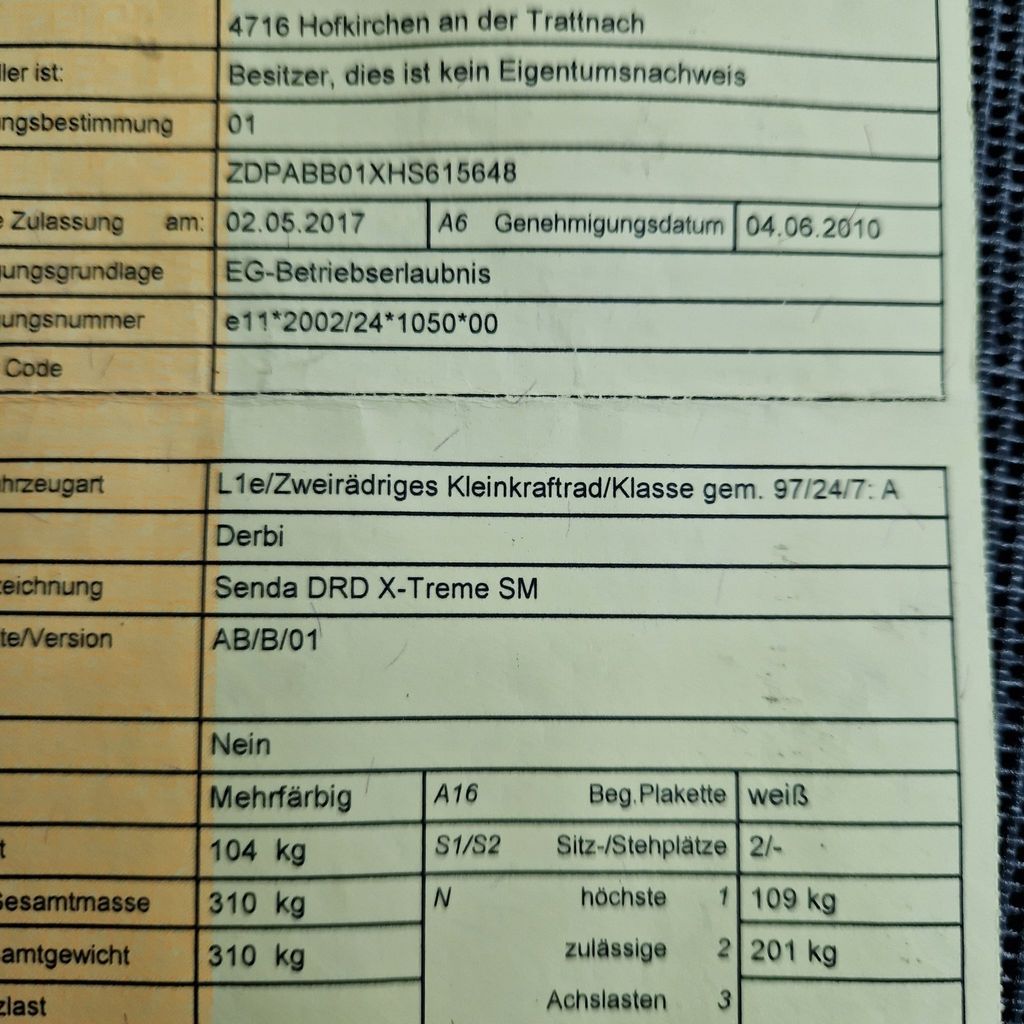 4716 Hofkirchen an der Trattnach
ller ist: Besitzer, dies ist kein Eigentumsnachweis
ngsbestimmung 01
ZDPABB01XHS615648
e Zulassung am: 02.05.2017 A6 Genehmigungsdatum 04.06.2010
gungsgrundlage EG-Betriebserlaubnis
ungsnummer e11*2002/24*1050*00
Code
hrzeugart L1e/Zweirädriges Kleinkraftrad/Klasse gem. 97/24/7: A
Derbi
zeichnung Senda DRD X-Treme SM
te/Version AB/B/01
Nein
Mehrfärbig A16 Beg.Plakette weiß
t 104 kg S1/S2 Sitz-/Stehplätze 2/-
Gesamtmasse 310 kg N höchste 1 109 kg
amtgewicht 310 kg zulässige 2 201 kg
zlast Achslasten 3